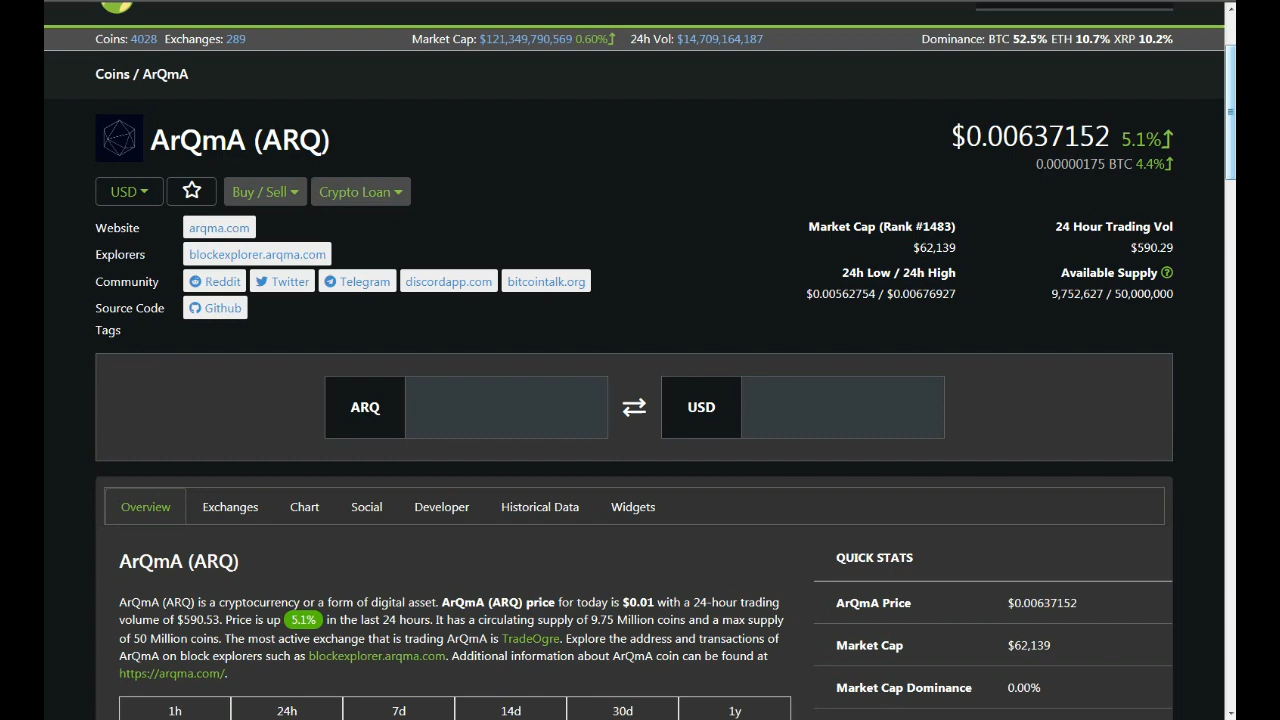 Coins: 4028 Exchanges: 289 Market Cap: $121,349,790,569 0.60% 24h Vol: $14,709,164,187 Dominance: BTC 52.5% ETH 10.7% XRP 10.2%
Coins / ArQmA
ArQmA (ARQ)
$0.00637152 5.1%
0.00000175 BTC 4.4%
USD Buy / Sell Crypto Loan
Website arqma.com
Explorers blockexplorer.arqma.com
Community Reddit Twitter Telegram discordapp.com bitcointalk.org
Source Code Github
Tags
Market Cap (Rank #1483) 24 Hour Trading Vol
$62,139 $590.29
24h Low / 24h High Available Supply ?
$0.00562754 / $0.00676927 9,752,627 / 50,000,000
ARQ USD
Overview Exchanges Chart Social Developer Historical Data Widgets
ArQmA (ARQ)
ArQmA (ARQ) is a cryptocurrency or a form of digital asset. ArQmA (ARQ) price for today is $0.01 with a 24-hour trading
volume of $590.53. Price is up 5.1% in the last 24 hours. It has a circulating supply of 9.75 Million coins and a max supply
of 50 Million coins. The most active exchange that is trading ArQmA is TradeOgre. Explore the address and transactions of
ArQmA on block explorers such as blockexplorer.arqma.com. Additional information about ArQmA coin can be found at
https://arqma.com/.
1h 24h 7d 14d 30d 1y
QUICK STATS
ArQmA Price $0.00637152
Market Cap $62,139
Market Cap Dominance 0.00%